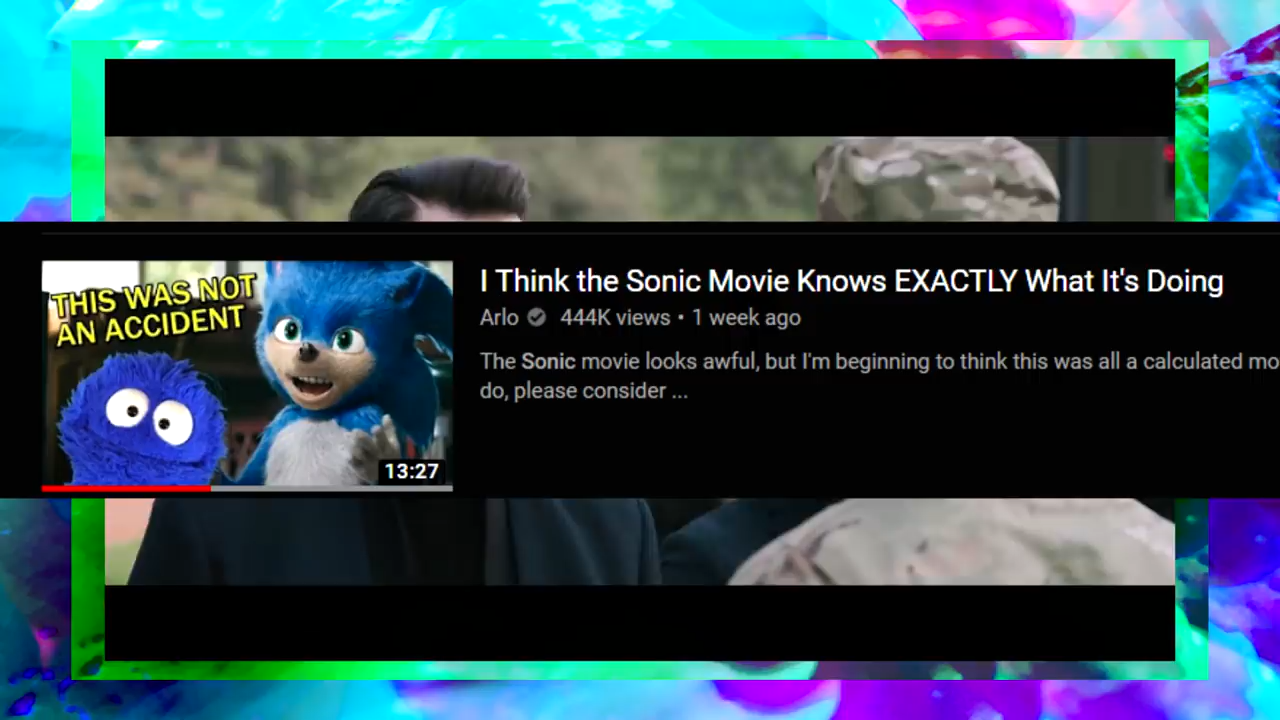 THIS WAS NOT
AN ACCIDENT
13:27
I Think the Sonic Movie Knows EXACTLY What It's Doing
Arlo 444K views • 1 week ago
The Sonic movie looks awful, but I'm beginning to think this was all a calculated
do, please consider ...